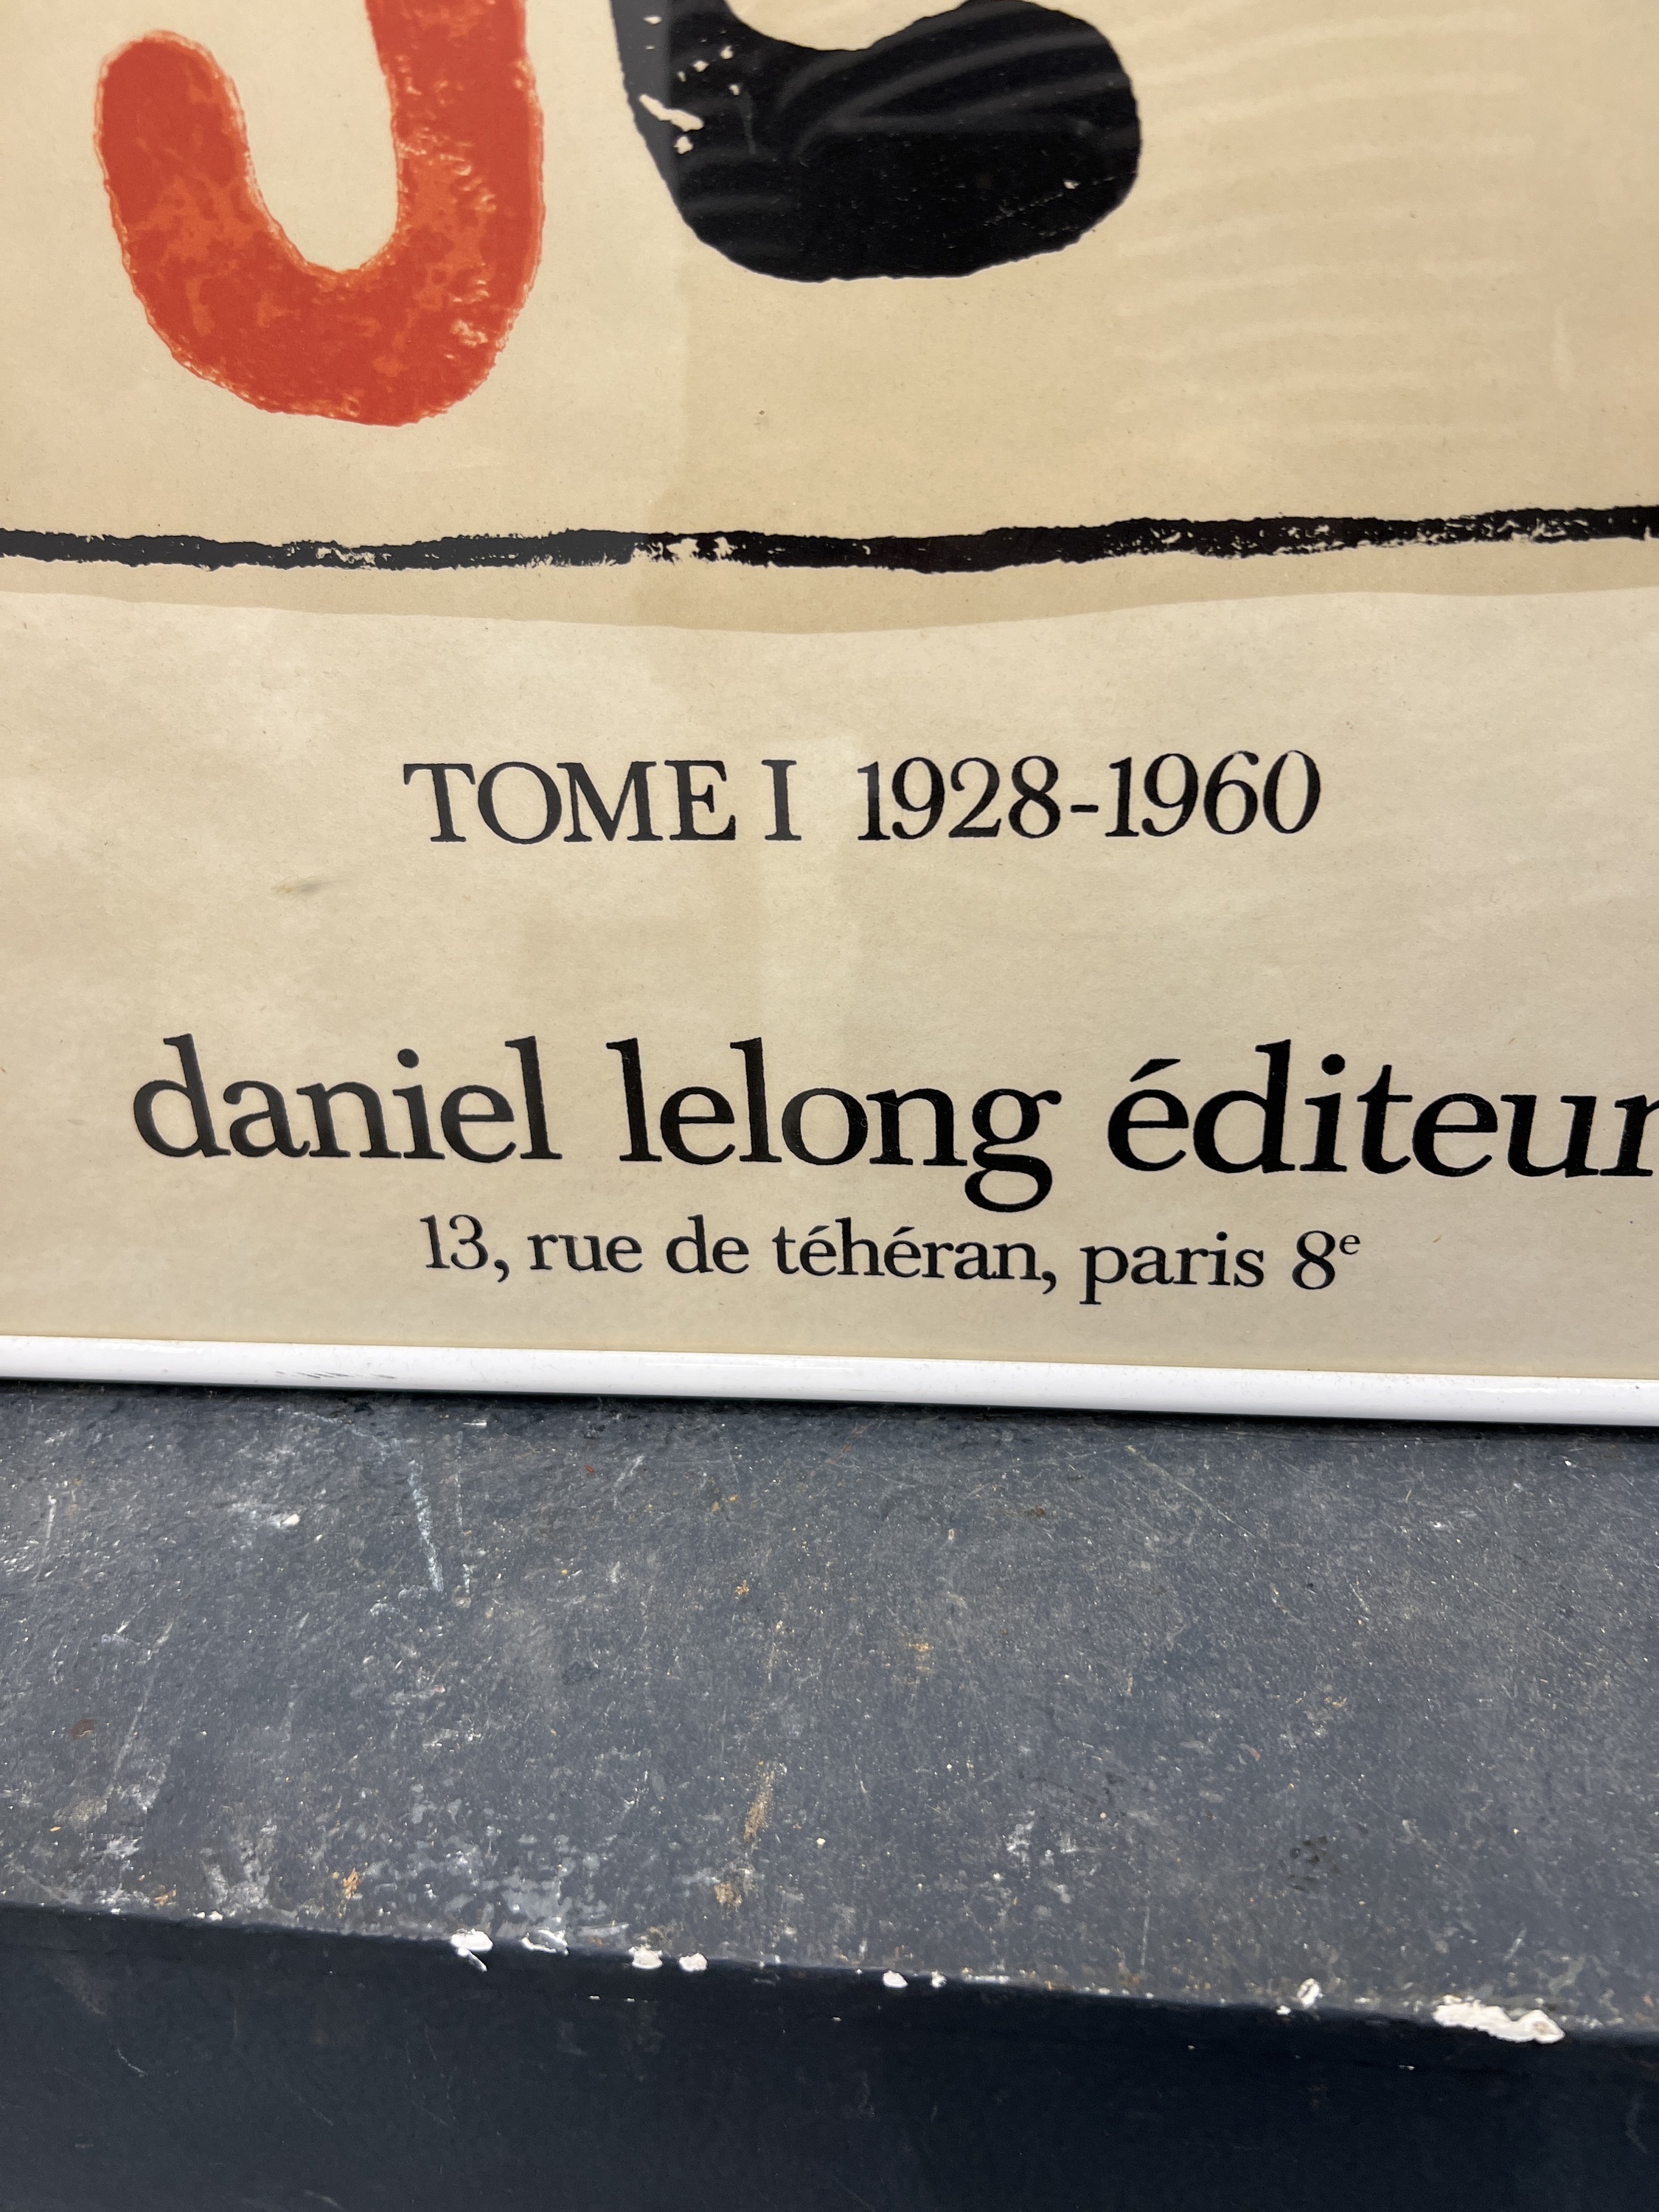 TOME I 1928-1960
daniel lelong éditeur
13, rue de téhéran, paris 8e